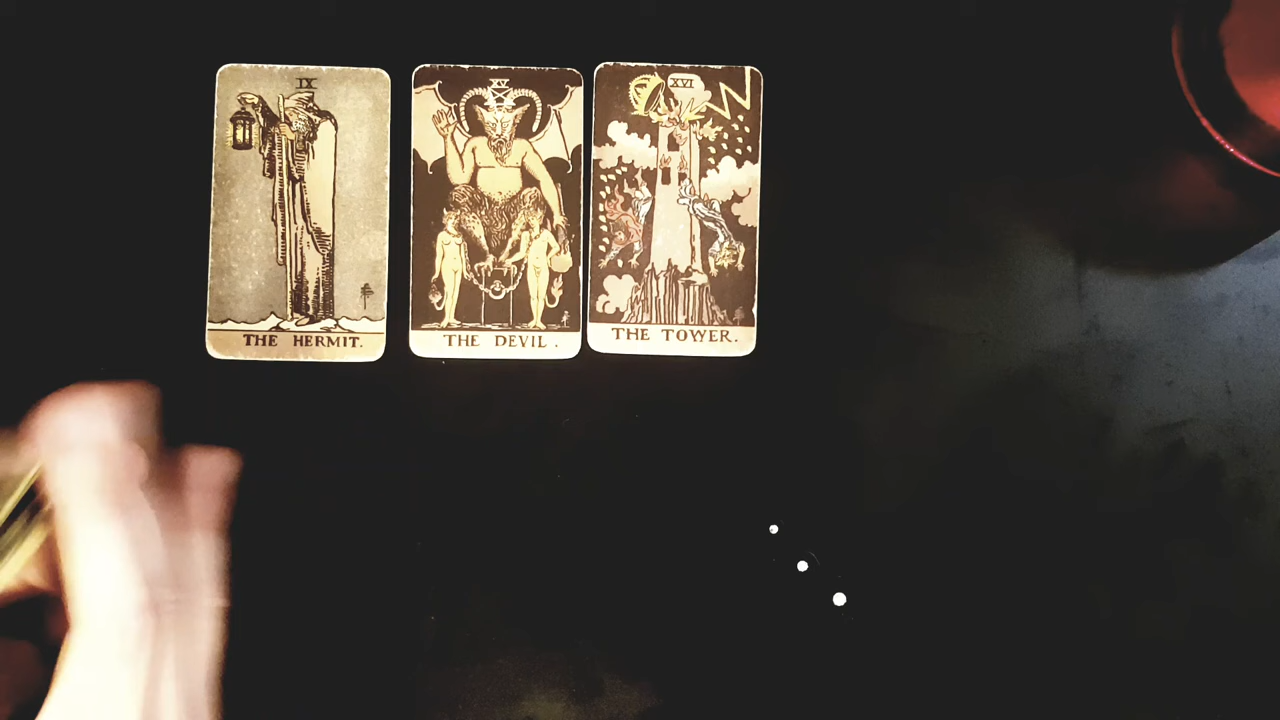 IX
THE HERMIT.
XV
THE DEVIL.
XVI
THE TOWER.